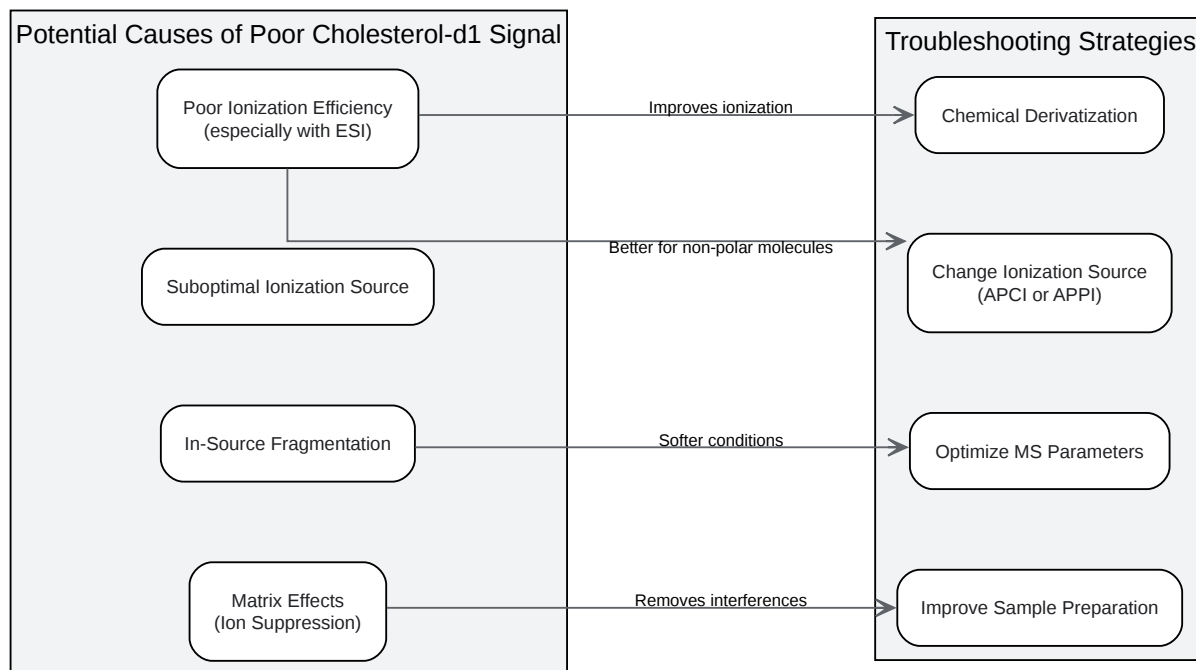 Potential Causes of Poor Cholesterol-d1 Signal
Troubleshooting Strategies
Poor Ionization Efficiency
(especially with ESI)
Improves ionization
Chemical Derivatization
Better for non-polar molecules
Suboptimal Ionization Source
Change Ionization Source
(APCI or APPI)
In-Source Fragmentation
Softer conditions
Optimize MS Parameters
Matrix Effects
(Ion Suppression)
Removes interferences
Improve Sample Preparation